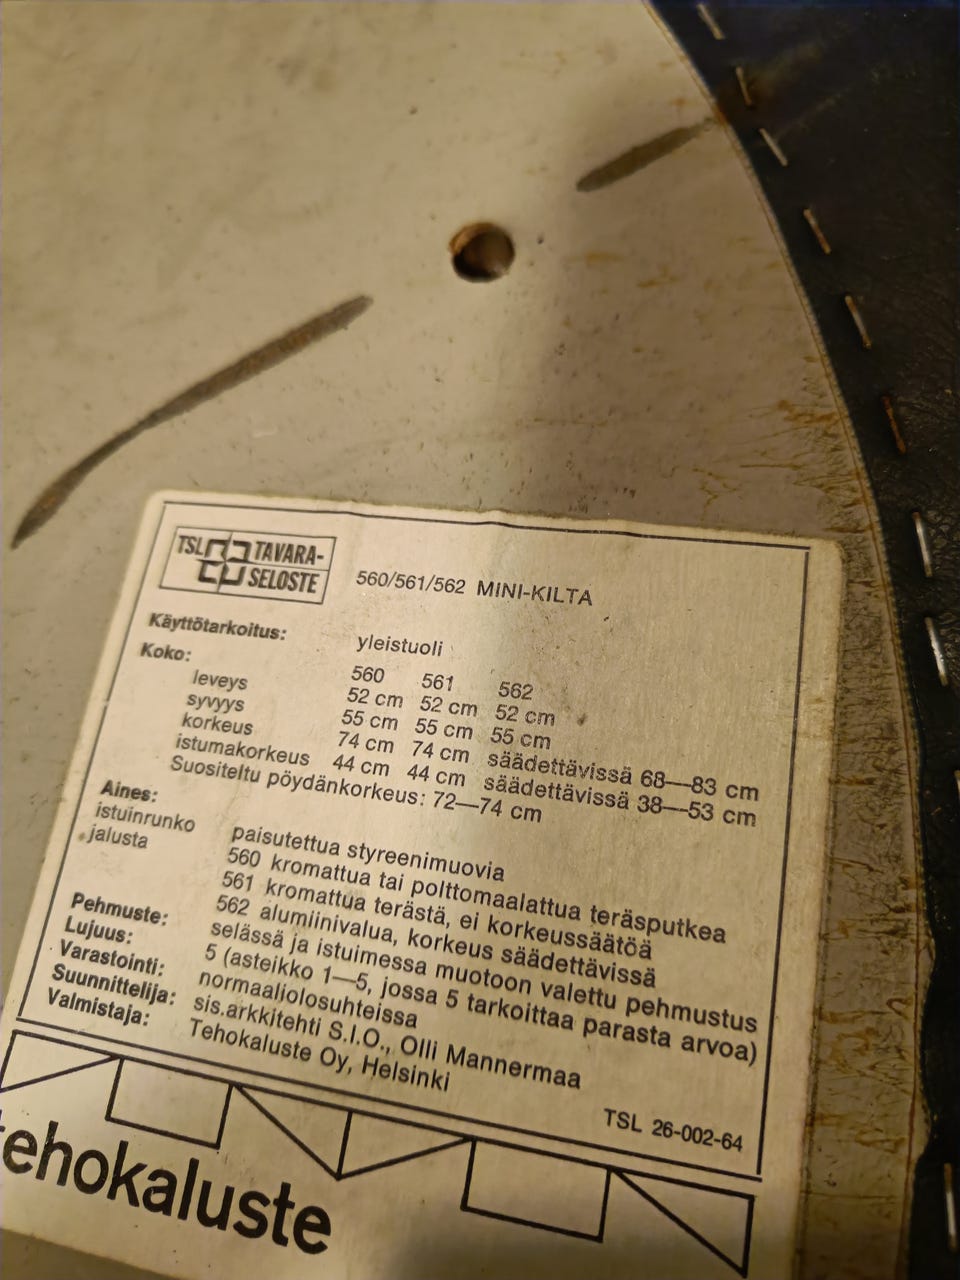 TSL TAVARA-
SELOSTE
560/561/562 MINI-KILTA
Käyttötarkoitus: yleistuoli
Koko: 560 561 562
leveys 52 cm 52 cm 52 cm
syvyys 55 cm 55 cm 55 cm
korkeus 74 cm 74 cm säädettävissä 68—83 cm
istumakorkeus 44 cm 44 cm säädettävissä 38—53 cm
Suositeltu pöydänkorkeus: 72—74 cm
Aines:
istuinrunko paisutettua styreenimuovia
jalusta 560 kromattua tai polttomaalattua teräsputkea
561 kromattua terästä, ei korkeussäätöä
562 alumiinivalua, korkeus säädettävissä
Pehmuste: selässä ja istuimessa muotoon valettu pehmustus
Lujuus: 5 (asteikko 1—5, jossa 5 tarkoittaa parasta arvoa)
Varastointi: normaaliolosuhteissa
Suunnittelija: sis.arkkitehti S.I.O., Olli Mannermaa
Valmistaja: Tehokaluste Oy, Helsinki
TSL 26-002-64
tehokaluste